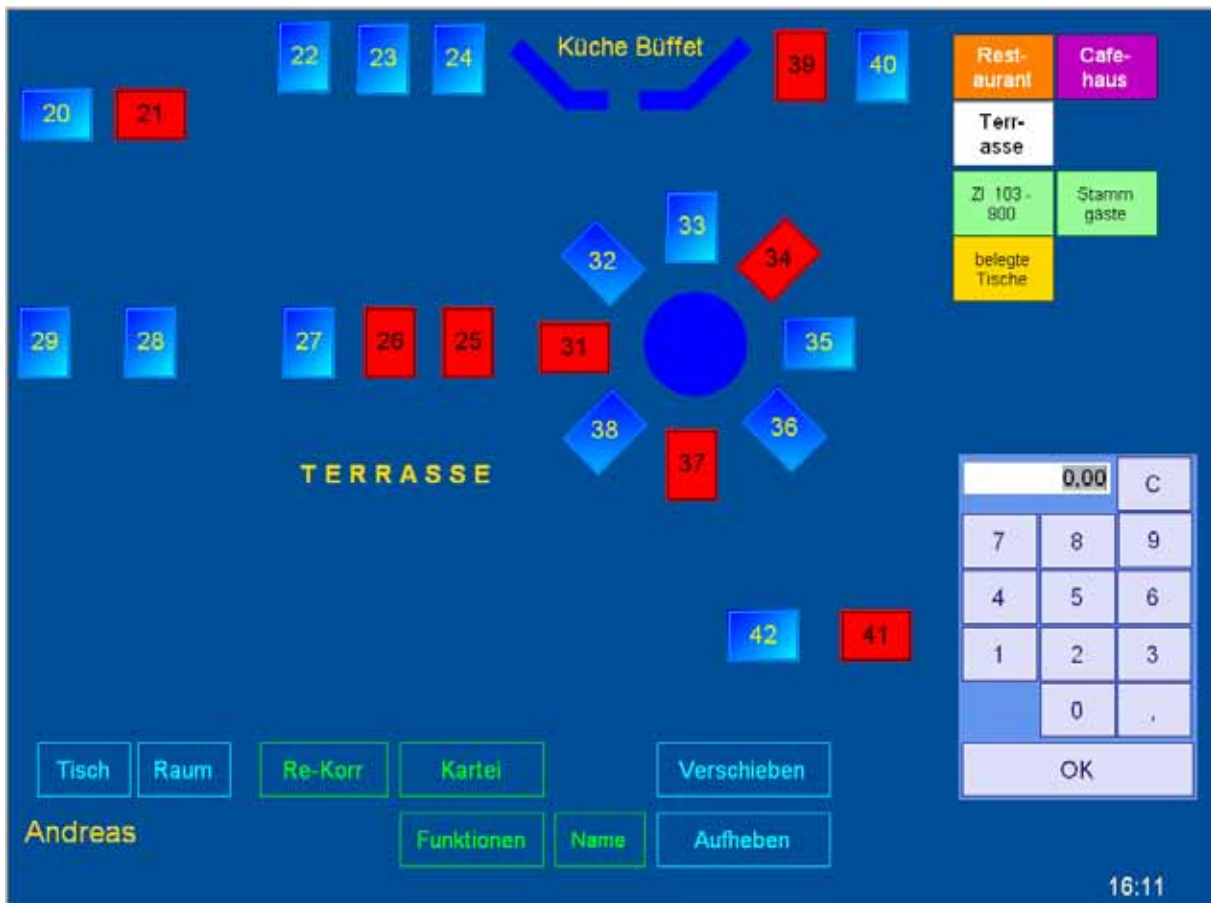 22
23
24
Küche Büffet
39
40
Rest-
aurant
Cafe-
haus
20
21
Terr-
asse
ZI 103 -
900
Stamm
gäste
33
32
34
belegte
Tische
29
28
27
26
25
31
35
38
36
37
TERRASSE
0,00
C
7
8
9
4
5
6
42
41
1
2
3
0
,
Tisch
Raum
Re-Korr
Kartei
Verschieben
OK
Andreas
Funktionen
Name
Aufheben
16:11